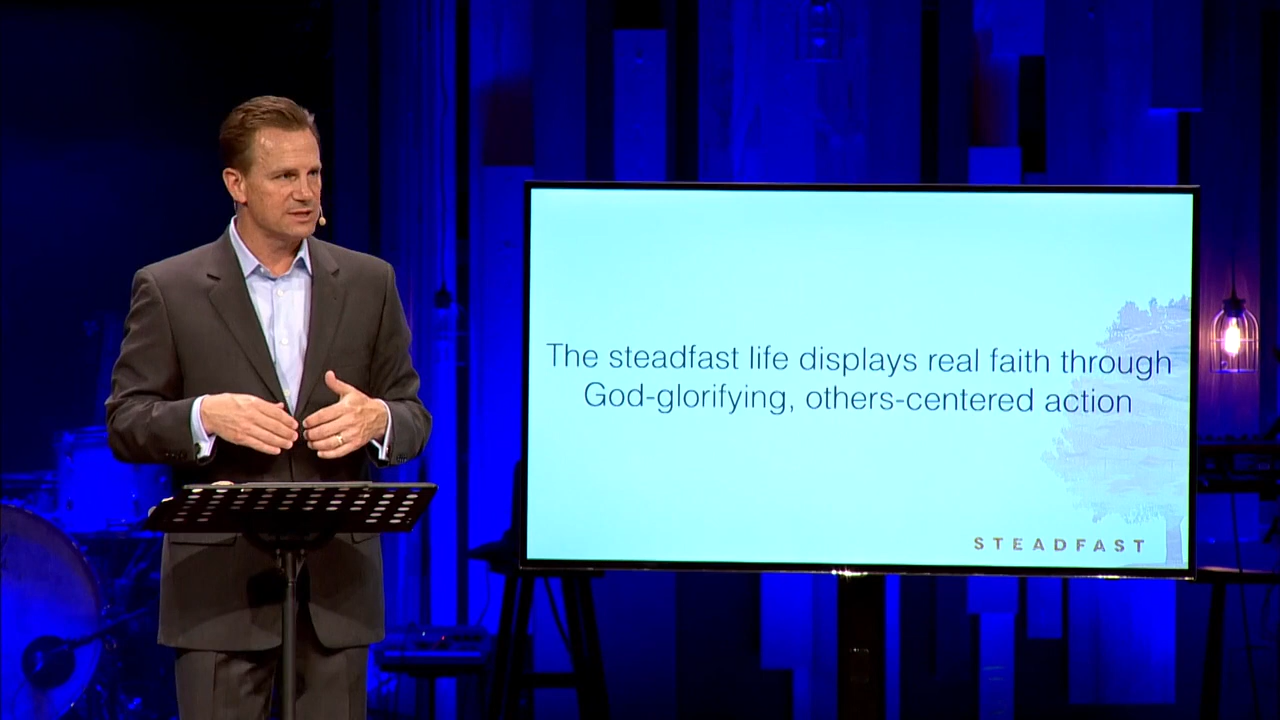 The steadfast life displays real faith through
God-glorifying, others-centered action
STEADFAST